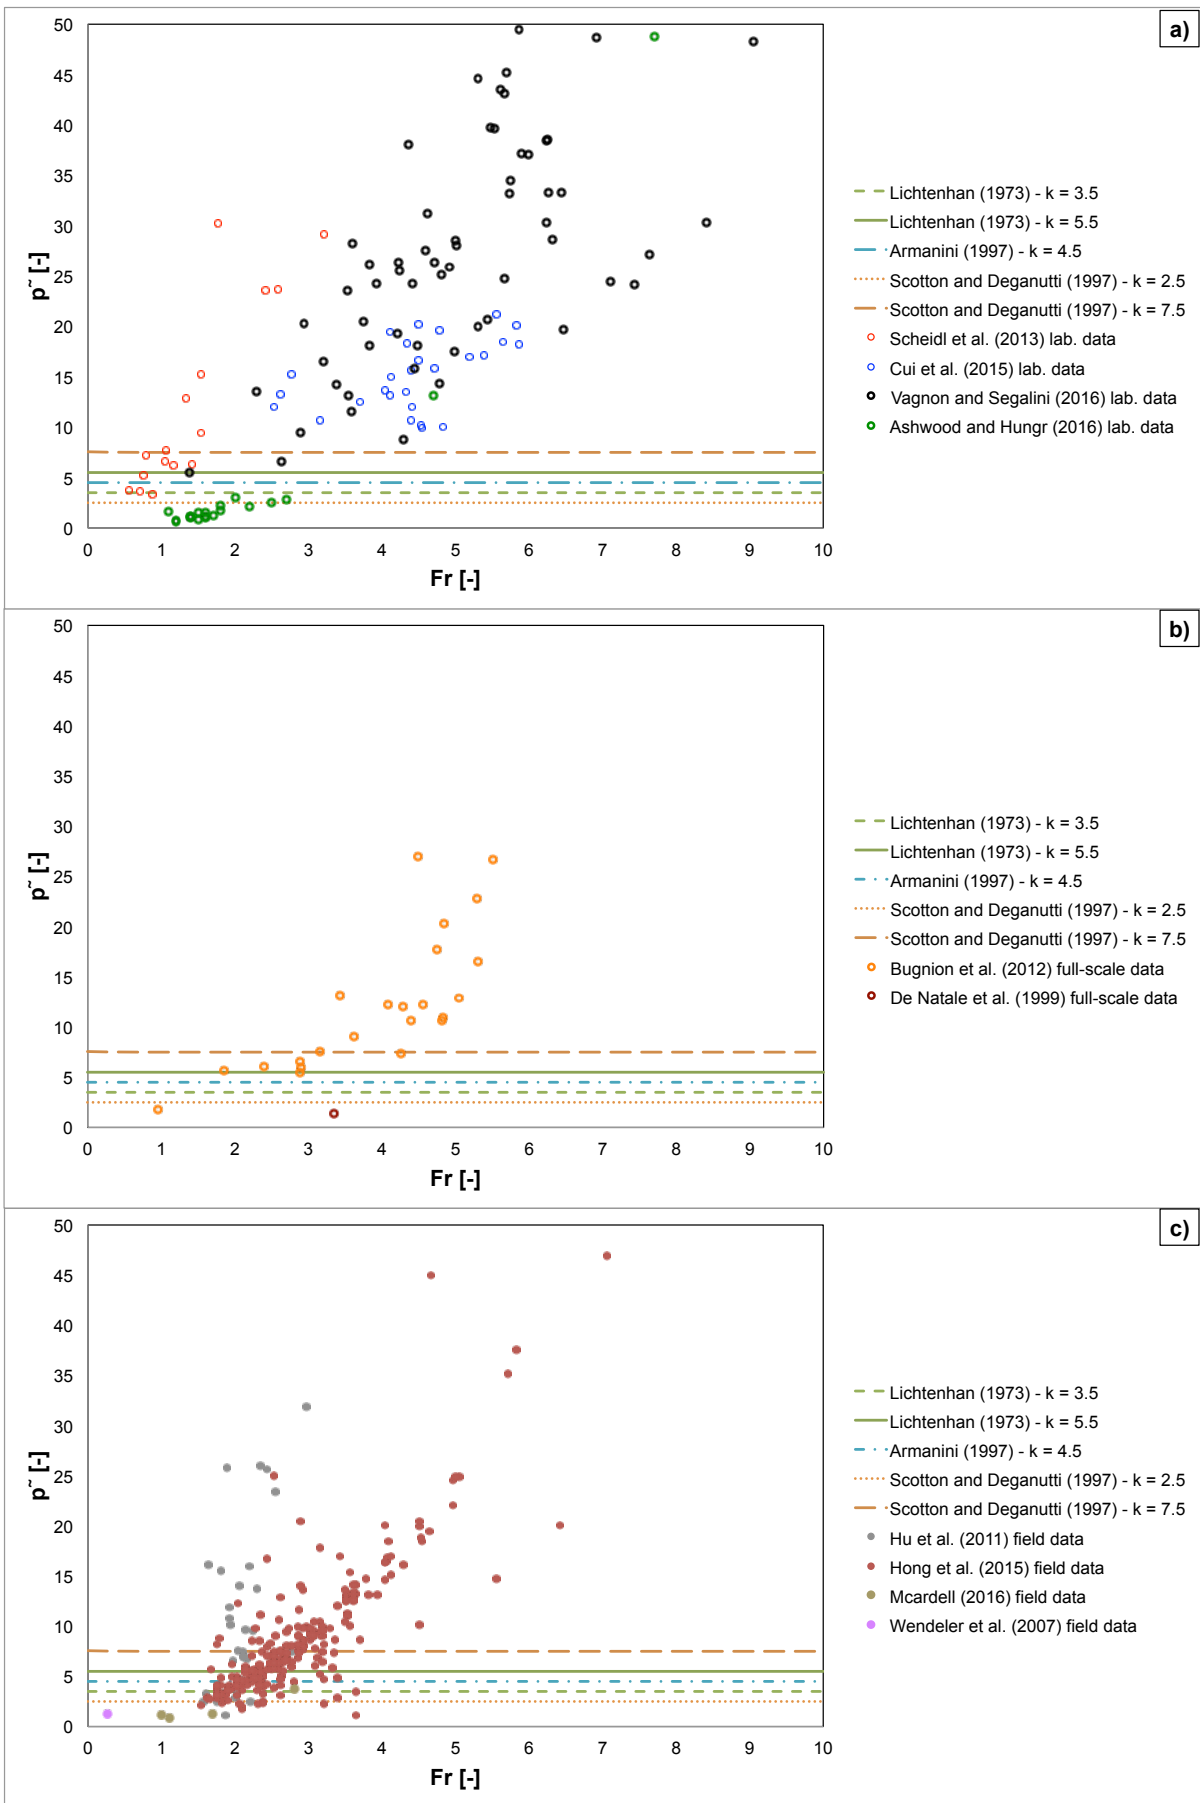 a)
50
45
40
35
30
25
20
15
10
5
0
p˜ [-]
0 1 2 3 4 5 6 7 8 9 10
Fr [-]
Lichtenhan (1973) - k = 3.5
Lichtenhan (1973) - k = 5.5
Armanini (1997) - k = 4.5
Scotton and Deganutti (1997) - k = 2.5
Scotton and Deganutti (1997) - k = 7.5
Scheidl et al. (2013) lab. data
Cui et al. (2015) lab. data
Vagnon and Segalini (2016) lab. data
Ashwood and Hungr (2016) lab. data
b)
50
45
40
35
30
25
20
15
10
5
0
p˜ [-]
0 1 2 3 4 5 6 7 8 9 10
Fr [-]
Lichtenhan (1973) - k = 3.5
Lichtenhan (1973) - k = 5.5
Armanini (1997) - k = 4.5
Scotton and Deganutti (1997) - k = 2.5
Scotton and Deganutti (1997) - k = 7.5
Bugnion et al. (2012) full-scale data
De Natale et al. (1999) full-scale data
c)
50
45
40
35
30
25
20
15
10
5
0
p˜ [-]
0 1 2 3 4 5 6 7 8 9 10
Fr [-]
Lichtenhan (1973) - k = 3.5
Lichtenhan (1973) - k = 5.5
Armanini (1997) - k = 4.5
Scotton and Deganutti (1997) - k = 2.5
Scotton and Deganutti (1997) - k = 7.5
Hu et al. (2011) field data
Hong et al. (2015) field data
Mcardell (2016) field data
Wendeler et al. (2007) field data